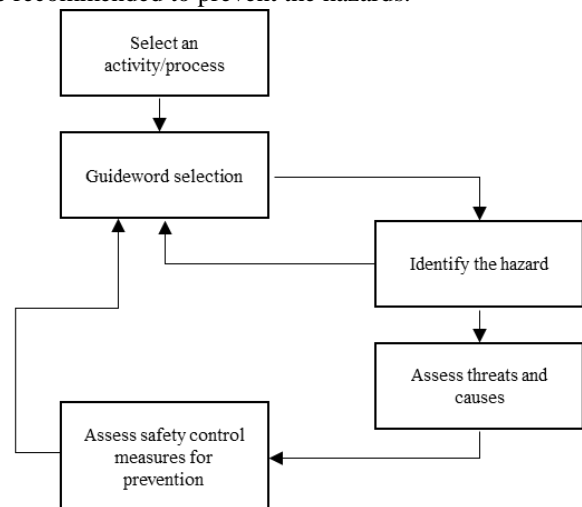 recommended to prevent the hazards.
Select an
activity/process
Guideword selection
Identify the hazard
Assess threats and
causes
Assess safety control
measures for
prevention